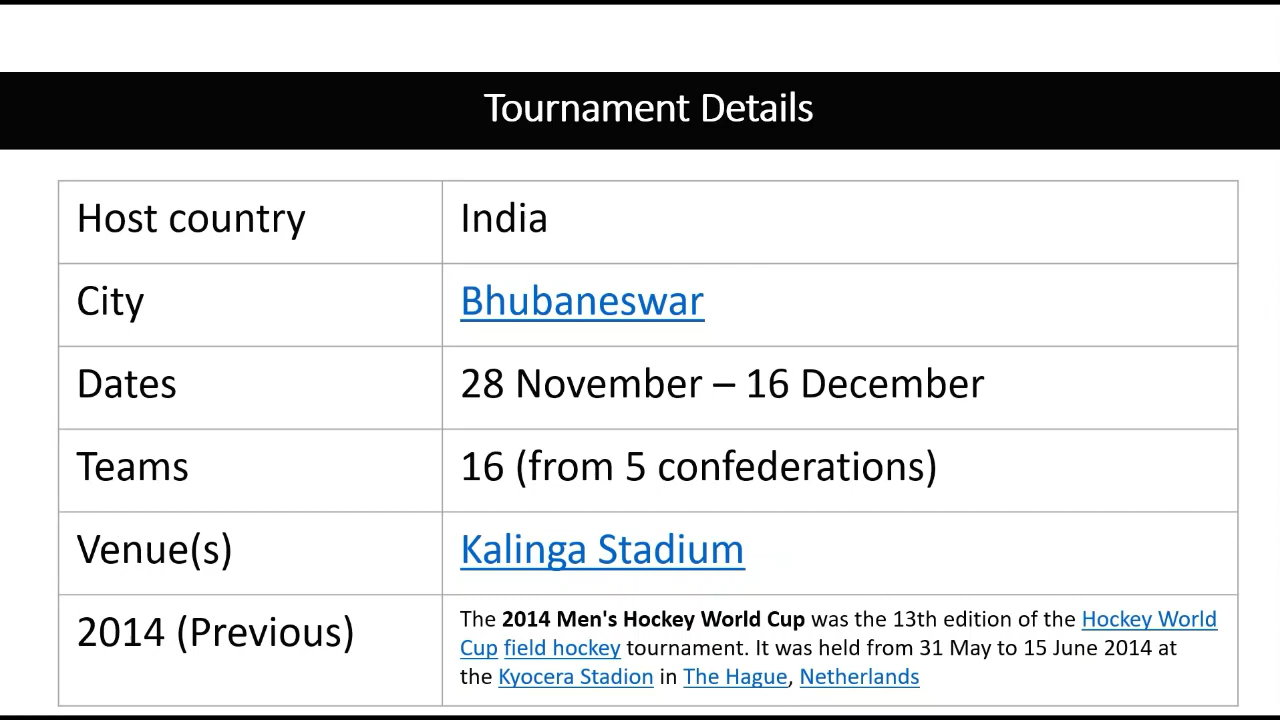 Tournament Details
Host country
India
City
Bhubaneswar
Dates
28 November – 16 December
Teams
16 (from 5 confederations)
Venue(s)
Kalinga Stadium
2014 (Previous)
The 2014 Men's Hockey World Cup was the 13th edition of the Hockey World
Cup field hockey tournament. It was held from 31 May to 15 June 2014 at
the Kyocera Stadion in The Hague, Netherlands